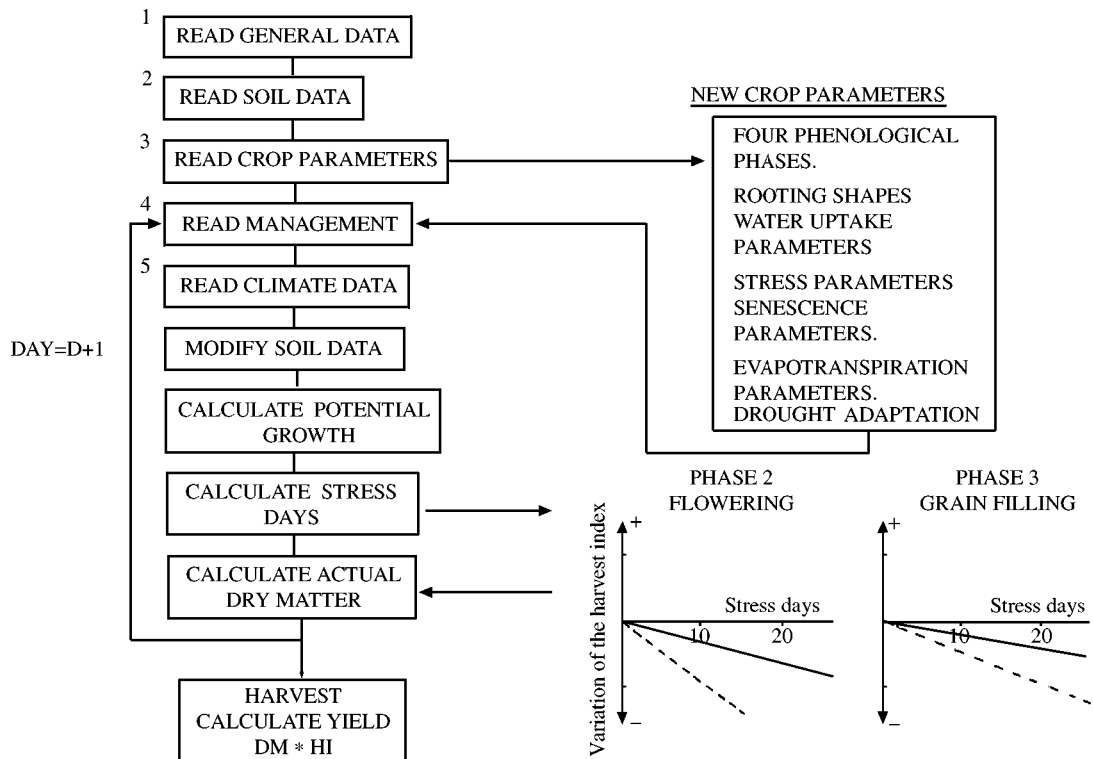 1
READ GENERAL DATA
2
READ SOIL DATA
3
READ CROP PARAMETERS
4
READ MANAGEMENT
5
READ CLIMATE DATA
MODIFY SOIL DATA
DAY=D+1
CALCULATE POTENTIAL
GROWTH
CALCULATE STRESS
DAYS
CALCULATE ACTUAL
DRY MATTER
HARVEST
CALCULATE YIELD
DM * HI
NEW CROP PARAMETERS
FOUR PHENOLOGICAL
PHASES.
ROOTING SHAPES
WATER UPTAKE
PARAMETERS
STRESS PARAMETERS
SENESCENCE
PARAMETERS.
EVAPOTRANSPIRATION
PARAMETERS.
DROUGHT ADAPTATION
PHASE 2
FLOWERING
Variation of the harvest index
+
Stress days
10 20
−
PHASE 3
GRAIN FILLING
+
Stress days
10 20
−